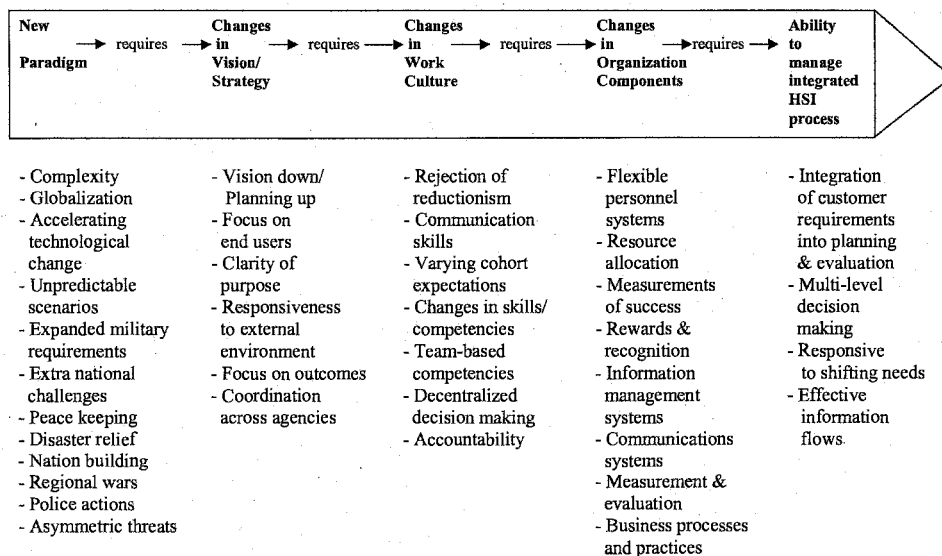 New Paradigm
requires
Changes
in
Vision/
Strategy
requires
Changes
in
Work
Culture
requires
Changes
in
Organization
Components
requires
Ability
to
manage
integrated
HSI
process
- Complexity
- Globalization
- Accelerating
technological
change
- Unpredictable
scenarios
- Expanded military
requirements
- Extra national
challenges
- Peace keeping
- Disaster relief
- Nation building
- Regional wars
- Police actions
- Asymmetric threats
- Vision down/
Planning up
- Focus on
end users
- Clarity of
purpose
- Responsiveness
to external
environment
- Focus on outcomes
- Coordination
across agencies
- Rejection of
reductionism
- Communication
skills
- Varying cohort
expectations
- Changes in skills/
competencies
- Team-based
competencies
- Decentralized
decision making
- Accountability
- Flexible
personnel
systems
- Resource
allocation
- Measurements
of success
- Rewards &
recognition
- Information
management
systems
- Communications
systems
- Measurement &
evaluation
- Business processes
and practices
- Integration
of customer
requirements
into planning
& evaluation
- Multi-level
decision
making
- Responsive
to shifting needs
- Effective
information
flows